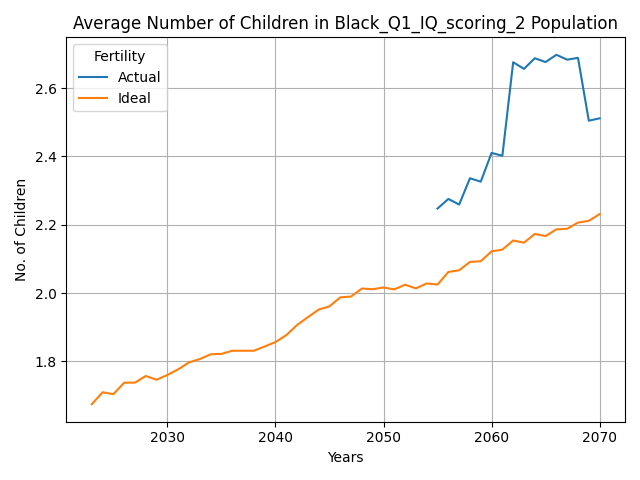 Average Number of Children in Black_Q1_IQ_scoring_2 Population
Fertility
Actual
Ideal
No. of Children
2.6
2.4
2.2
2.0
1.8
2030 2040 2050 2060 2070
Years